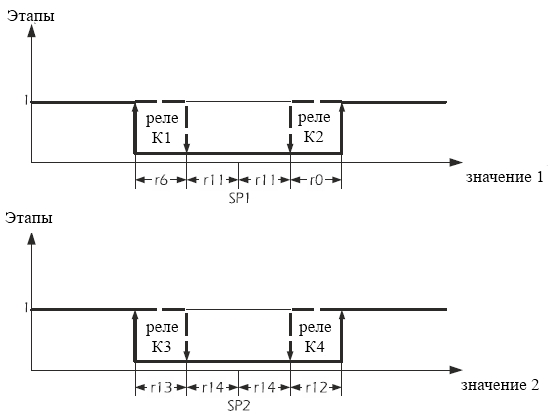 Этапы
1
реле
К1
реле
К2
r6 r11 r11 r0
значение 1
SP1
Этапы
1
реле
К3
реле
К4
r13 r14 r14 r12
значение 2
SP2